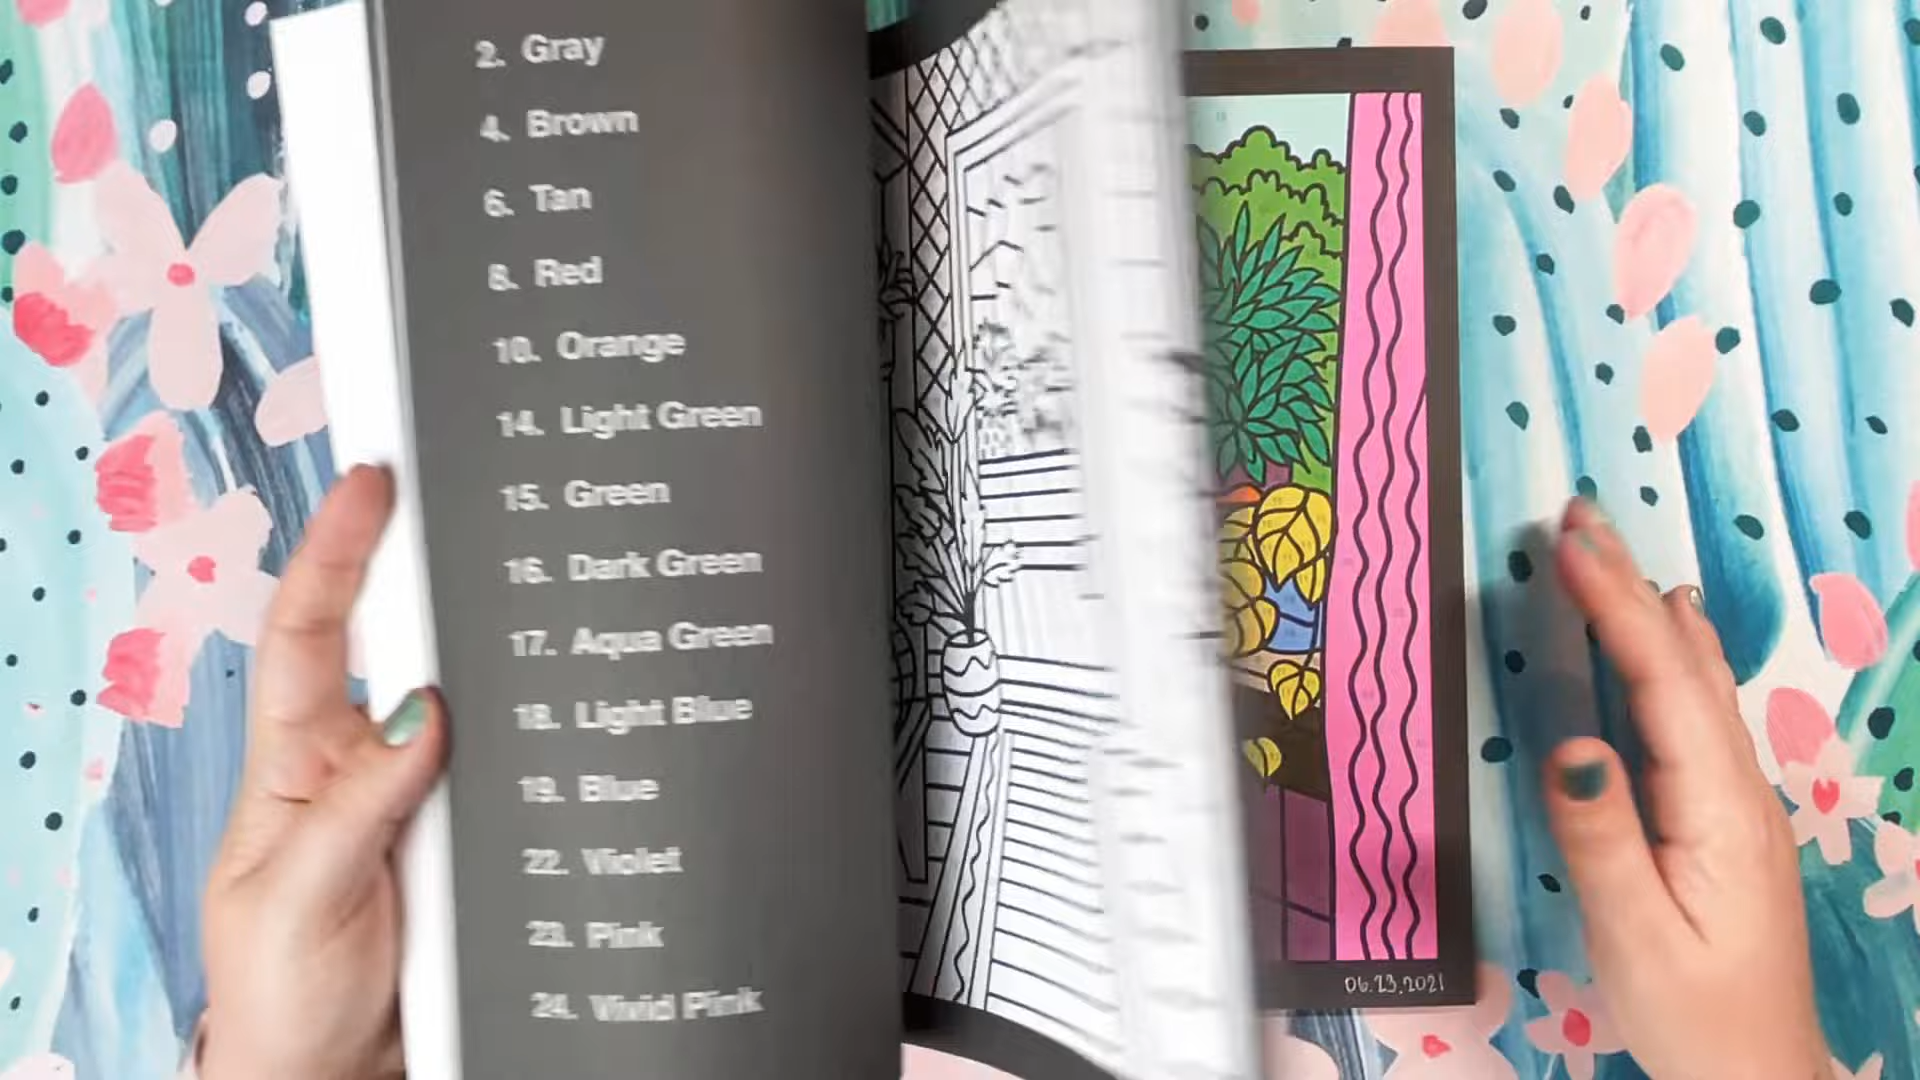 2. Gray
4. Brown
6. Tan
8. Red
10. Orange
14. Light Green
15. Green
16. Dark Green
17. Aqua Green
18. Light Blue
19. Blue
22. Violet
23. Pink
24. Vivid Pink
06.23.2021